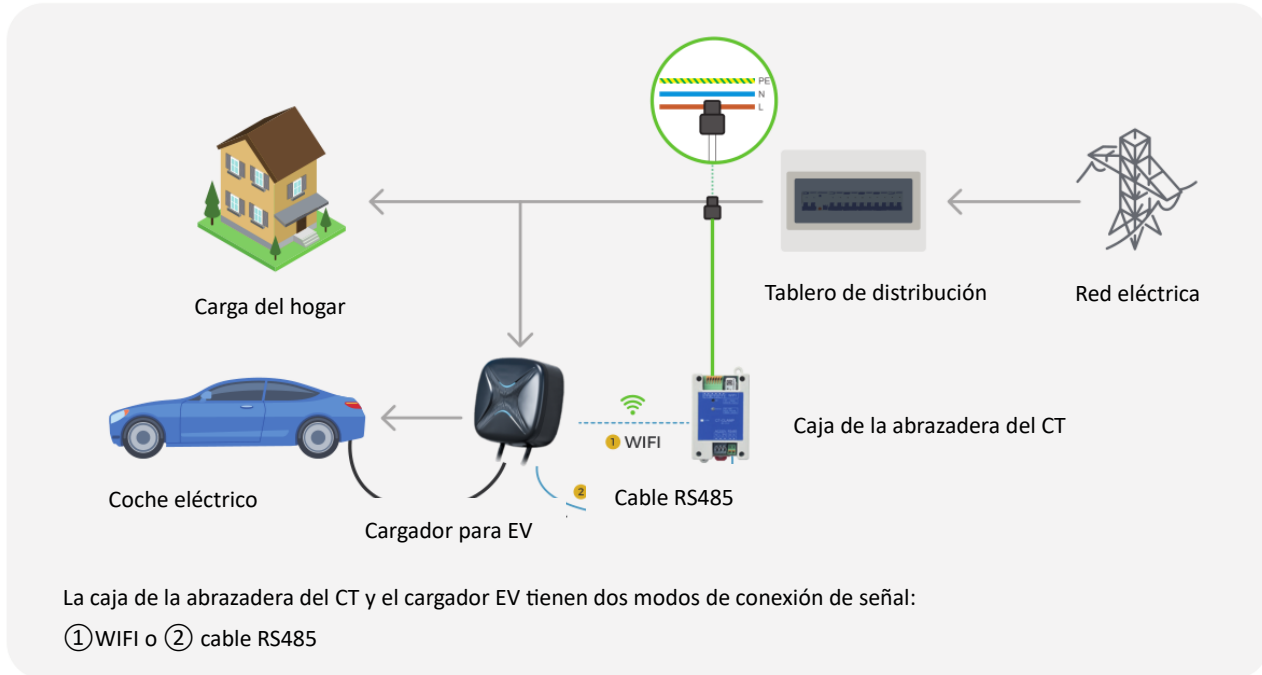 PE
N
L
Carga del hogar
Tablero de distribución
Red eléctrica
1 WIFI
Caja de la abrazadera del CT
Coche eléctrico
2
Cable RS485
Cargador para EV
La caja de la abrazadera del CT y el cargador EV tienen dos modos de conexión de señal:
①WIFI o ② cable RS485